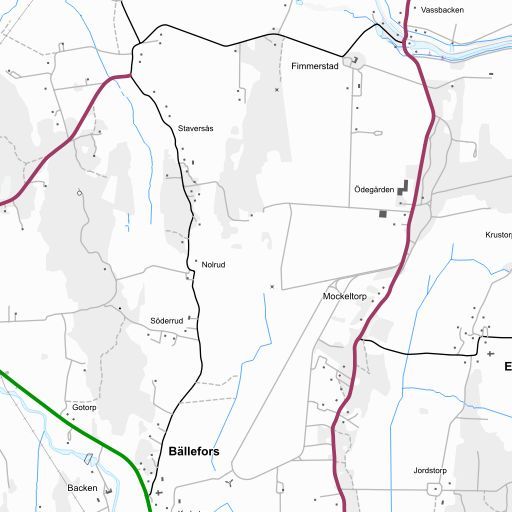 Vassbacken
Fimmerstad
Staversås
Ödegården
Krustorp
Nolrud
Mockeltorp
Söderrud
E
Gotorp
Bällefors
Jordstorp
Backen